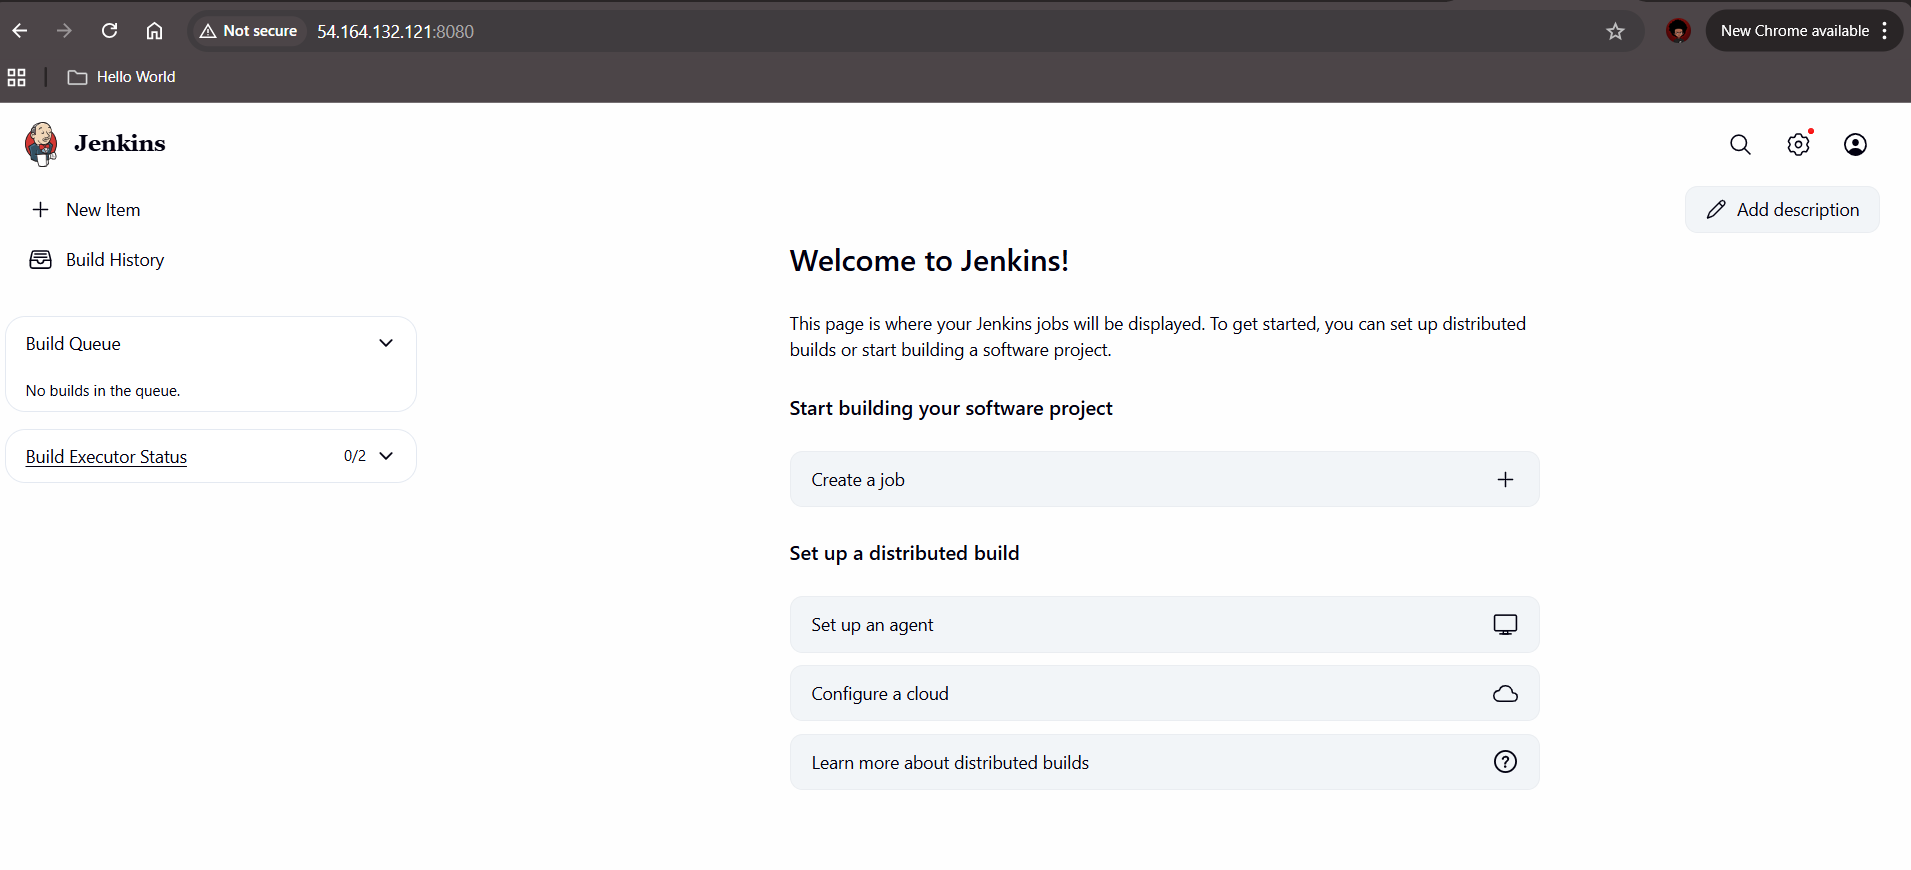 Not secure 54.164.132.121:8080
New Chrome available
Hello World
Jenkins
New Item
Add description
Build History
Build Queue
No builds in the queue.
Build Executor Status 0/2
Welcome to Jenkins!
This page is where your Jenkins jobs will be displayed. To get started, you can set up distributed
builds or start building a software project.
Start building your software project
Create a job
Set up a distributed build
Set up an agent
Configure a cloud
Learn more about distributed builds